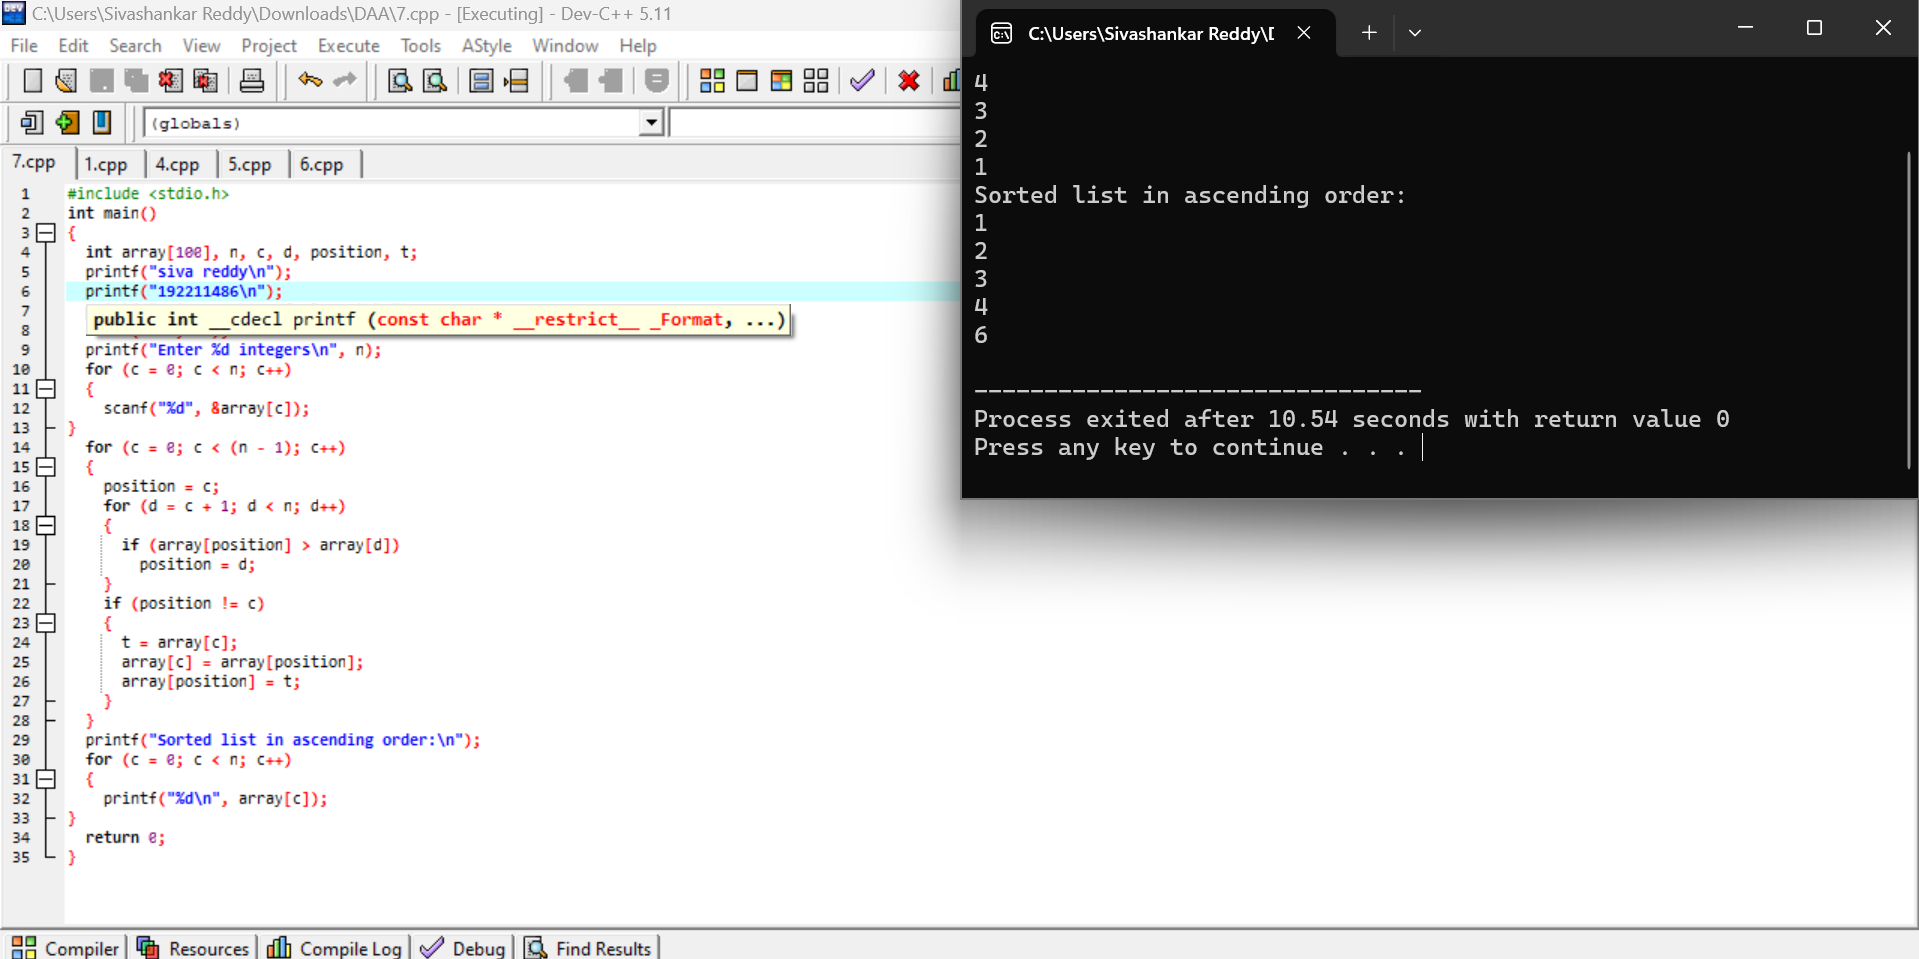 C:\Users\Sivashankar Reddy\Downloads\DAA\7.cpp - [Executing] - Dev-C++ 5.11
File Edit Search View Project Execute Tools AStyle Window Help
(globals)
7.cpp 1.cpp 4.cpp 5.cpp 6.cpp
1 #include <stdio.h>
2 int main()
3 {
4 int array[100], n, c, d, position, t;
5 printf("siva reddy\n");
6 printf("192211486\n");
7
public int __cdecl printf (const char * __restrict__ _Format, ...)
8
9 printf("Enter %d integers\n", n);
10 for (c = 0; c < n; c++)
11 {
12 scanf("%d", &array[c]);
13 }
14 for (c = 0; c < (n - 1); c++)
15 {
16 position = c;
17 for (d = c + 1; d < n; d++)
18 {
19 if (array[position] > array[d])
20 position = d;
21 }
22 if (position != c)
23 {
24 t = array[c];
25 array[c] = array[position];
26 array[position] = t;
27 }
28 }
29 printf("Sorted list in ascending order:\n");
30 for (c = 0; c < n; c++)
31 {
32 printf("%d\n", array[c]);
33 }
34 return 0;
35 }
Compiler Resources Compile Log Debug Find Results
C:\Users\Sivashankar Reddy\
4
3
2
1
Sorted list in ascending order:
1
2
3
4
6
--------------------------------
Process exited after 10.54 seconds with return value 0
Press any key to continue . . .